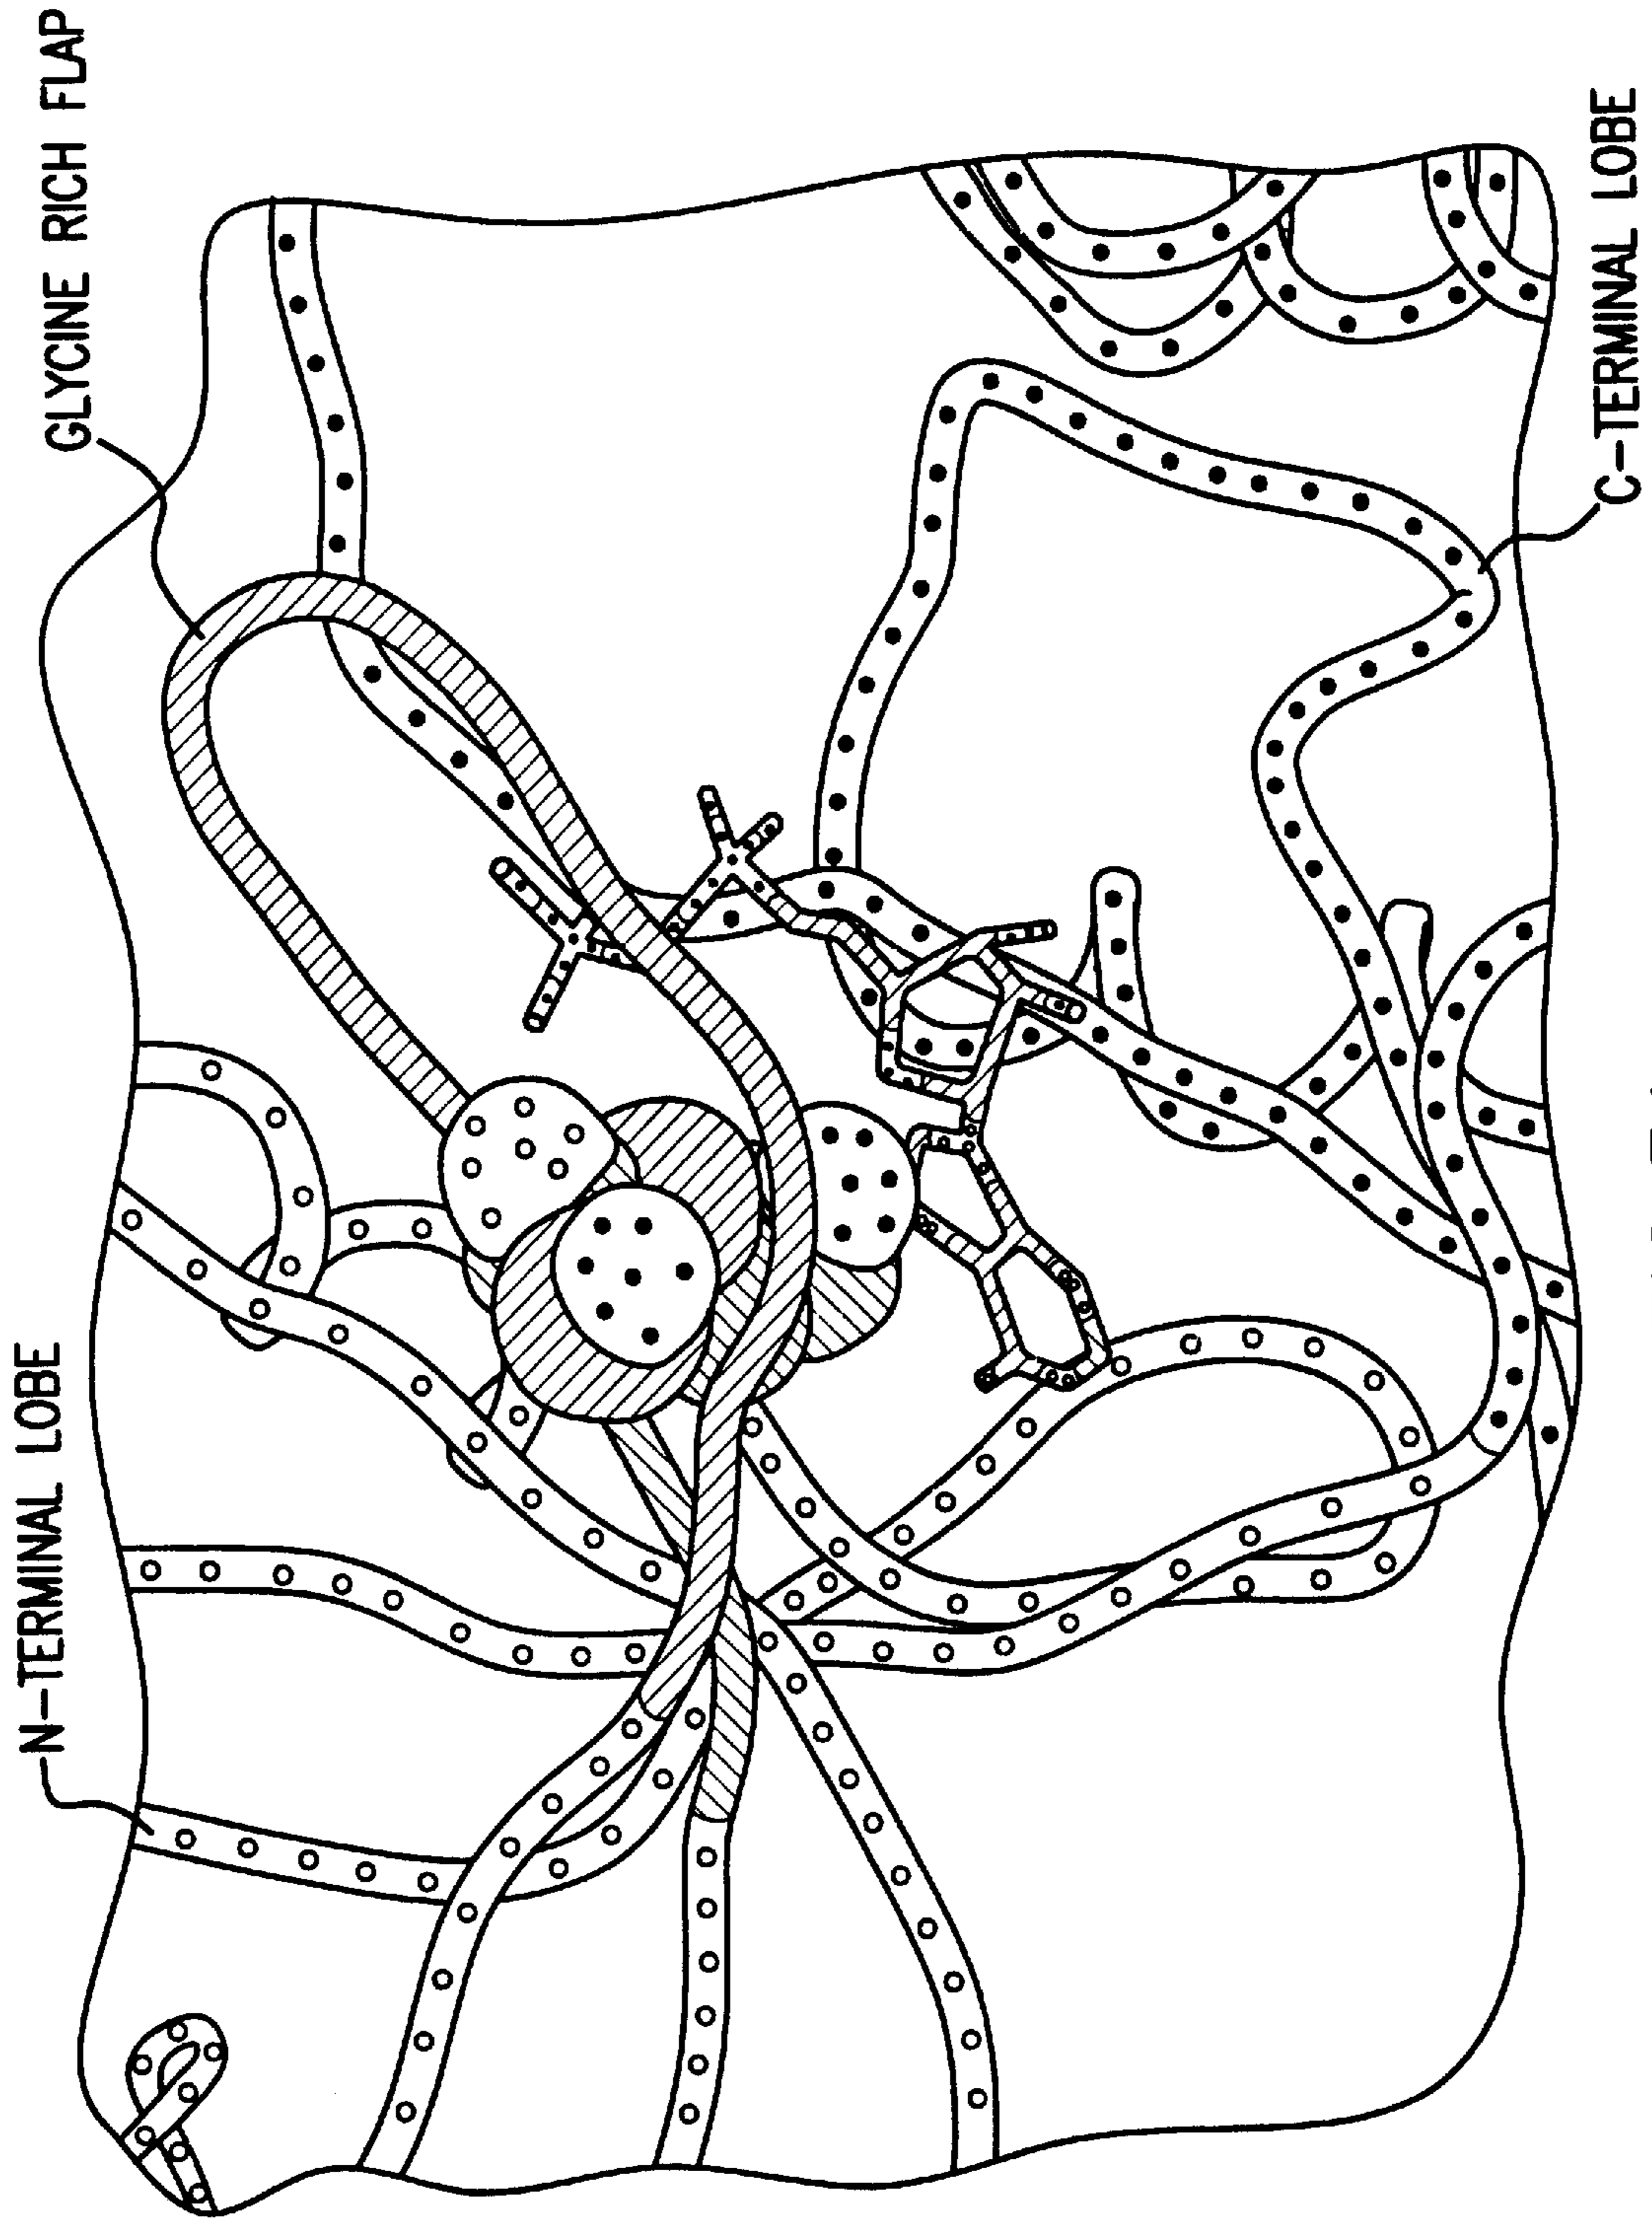 GLYCINE RICH FLAP
N-TERMINAL LOBE
C-TERMINAL LOBE